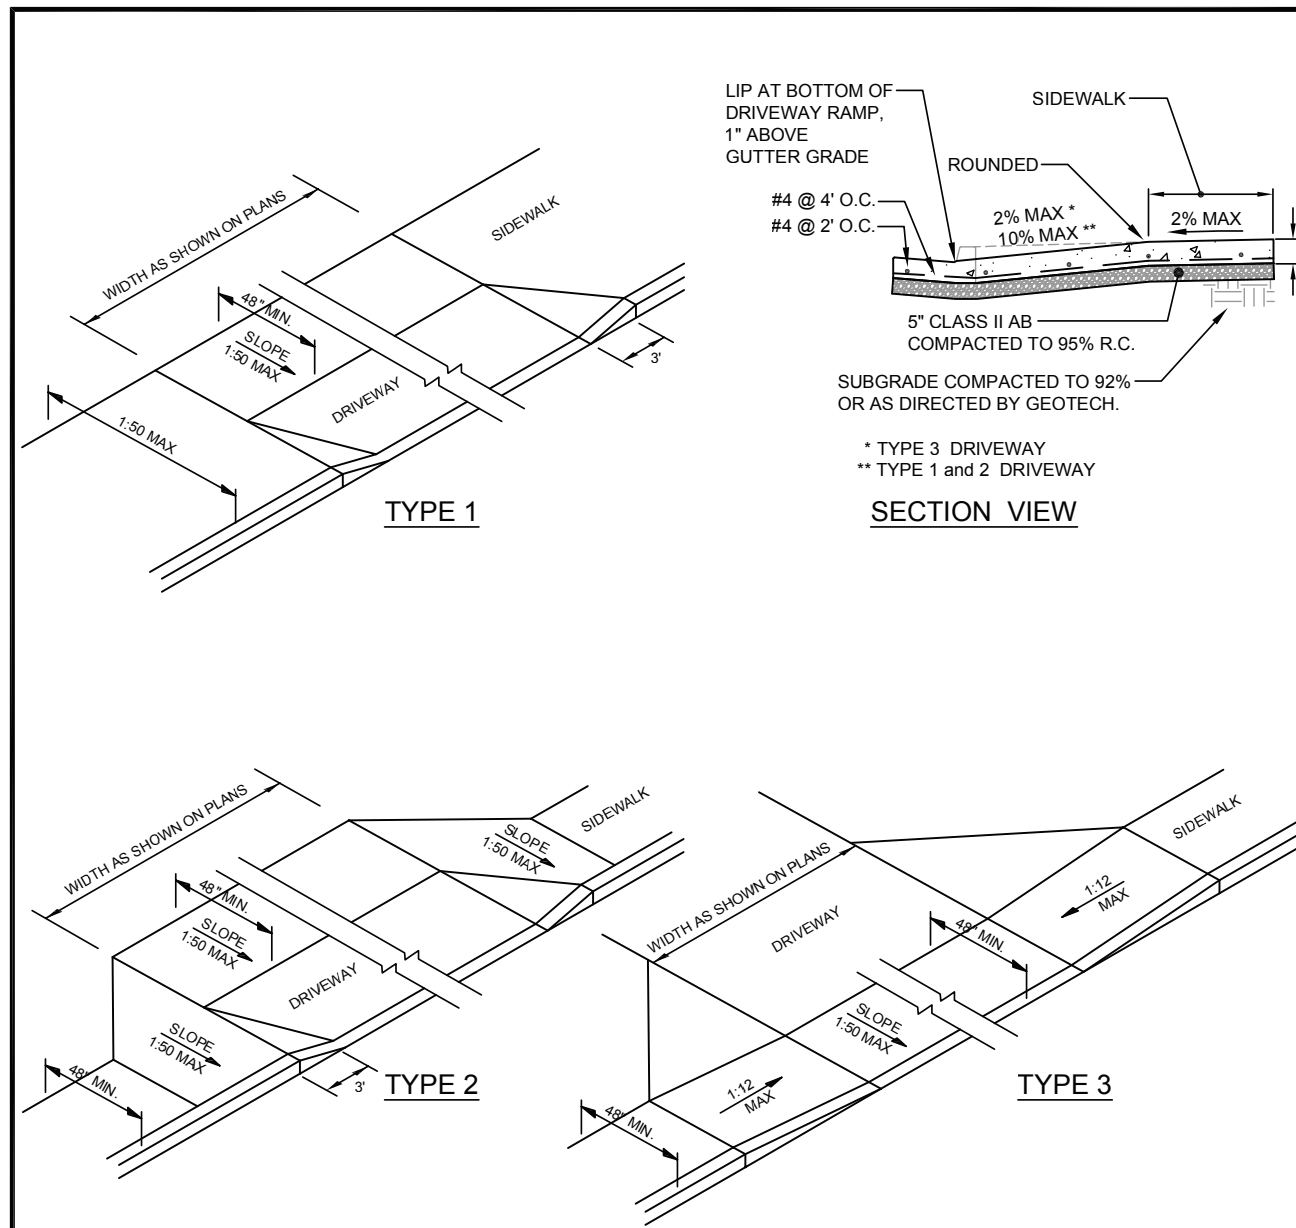 LIP AT BOTTOM OF
DRIVEWAY RAMP,
1" ABOVE
GUTTER GRADE
SIDEWALK
ROUNDED
#4 @ 4' O.C.
#4 @ 2' O.C.
2% MAX *
10% MAX **
2% MAX
5" CLASS II AB
COMPACTED TO 95% R.C.
SUBGRADE COMPACTED TO 92%
OR AS DIRECTED BY GEOTECH.
* TYPE 3 DRIVEWAY
** TYPE 1 and 2 DRIVEWAY
SECTION VIEW
WIDTH AS SHOWN ON PLANS
SIDEWALK
48" MIN.
SLOPE
1:50 MAX
DRIVEWAY
3'
1:50 MAX
TYPE 1
WIDTH AS SHOWN ON PLANS
SIDEWALK
SLOPE
1:50 MAX
48" MIN.
SLOPE
1:50 MAX
DRIVEWAY
SLOPE
1:50 MAX
48" MIN.
3'
TYPE 2
SIDEWALK
1:12
MAX
WIDTH AS SHOWN ON PLANS
DRIVEWAY
48" MIN.
SLOPE
1:50 MAX
1:12
MAX
48" MIN.
TYPE 3